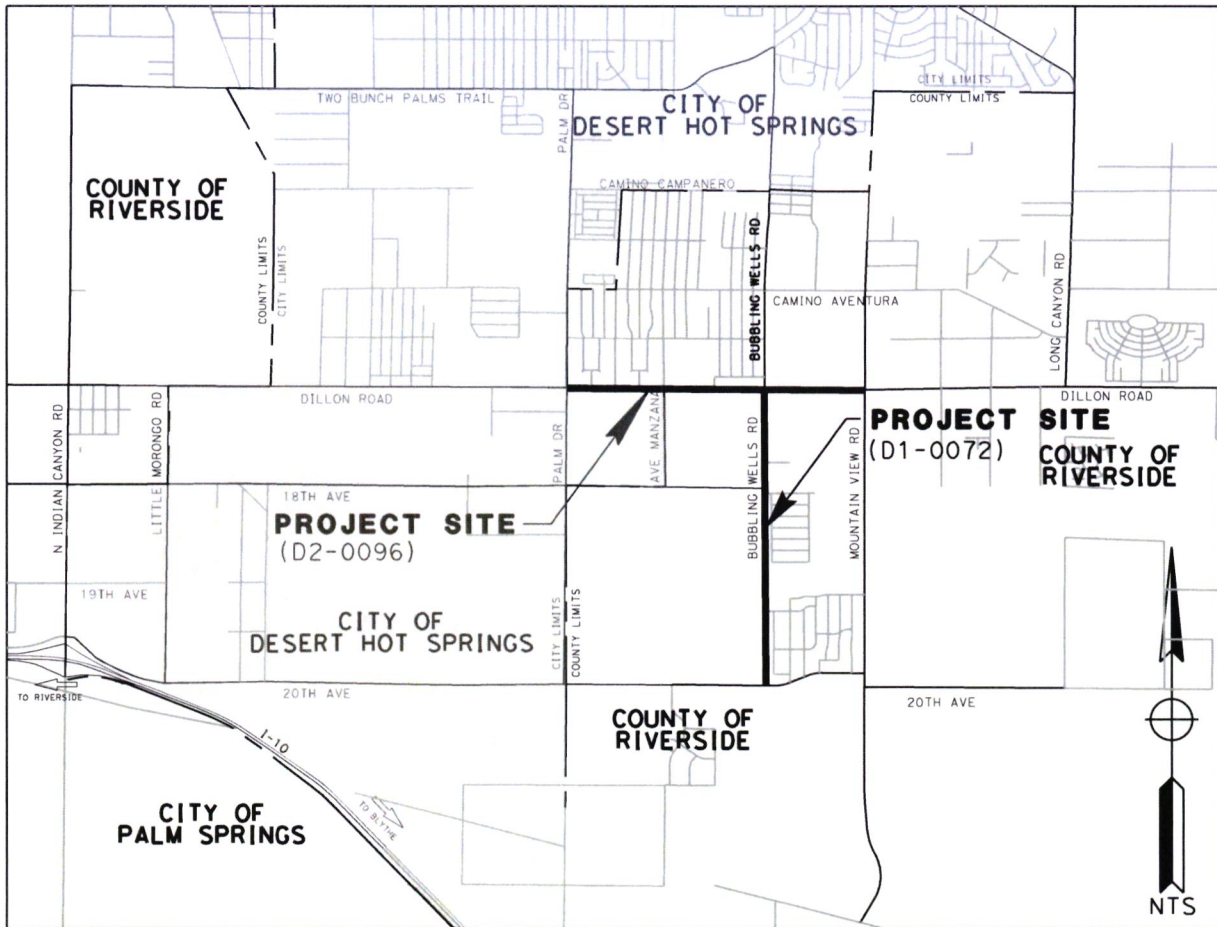 CITY LIMITS
COUNTY LIMITS
TWO BUNCH PALMS TRAIL
PALM DR
CITY OF
DESERT HOT SPRINGS
COUNTY OF
RIVERSIDE
CAMINO CAMPANERO
COUNTY LIMITS
CITY LIMITS
BUBBLING WELLS RD
CAMINO AVENTURA
LONG CANYON RD
DILLON ROAD
DILLON ROAD
N INDIAN CANYON RD
LITTLE MORONGO RD
PALM DR
AVE MANZANA
BUBBLING WELLS RD
MOUNTAIN VIEW RD
PROJECT SITE
(D1-0072)
COUNTY OF
RIVERSIDE
18TH AVE
PROJECT SITE
(D2-0096)
19TH AVE
CITY OF
DESERT HOT SPRINGS
CITY LIMITS
COUNTY LIMITS
TO RIVERSIDE
20TH AVE
20TH AVE
COUNTY OF
RIVERSIDE
I-10
TO BLYTHE
CITY OF
PALM SPRINGS
NTS